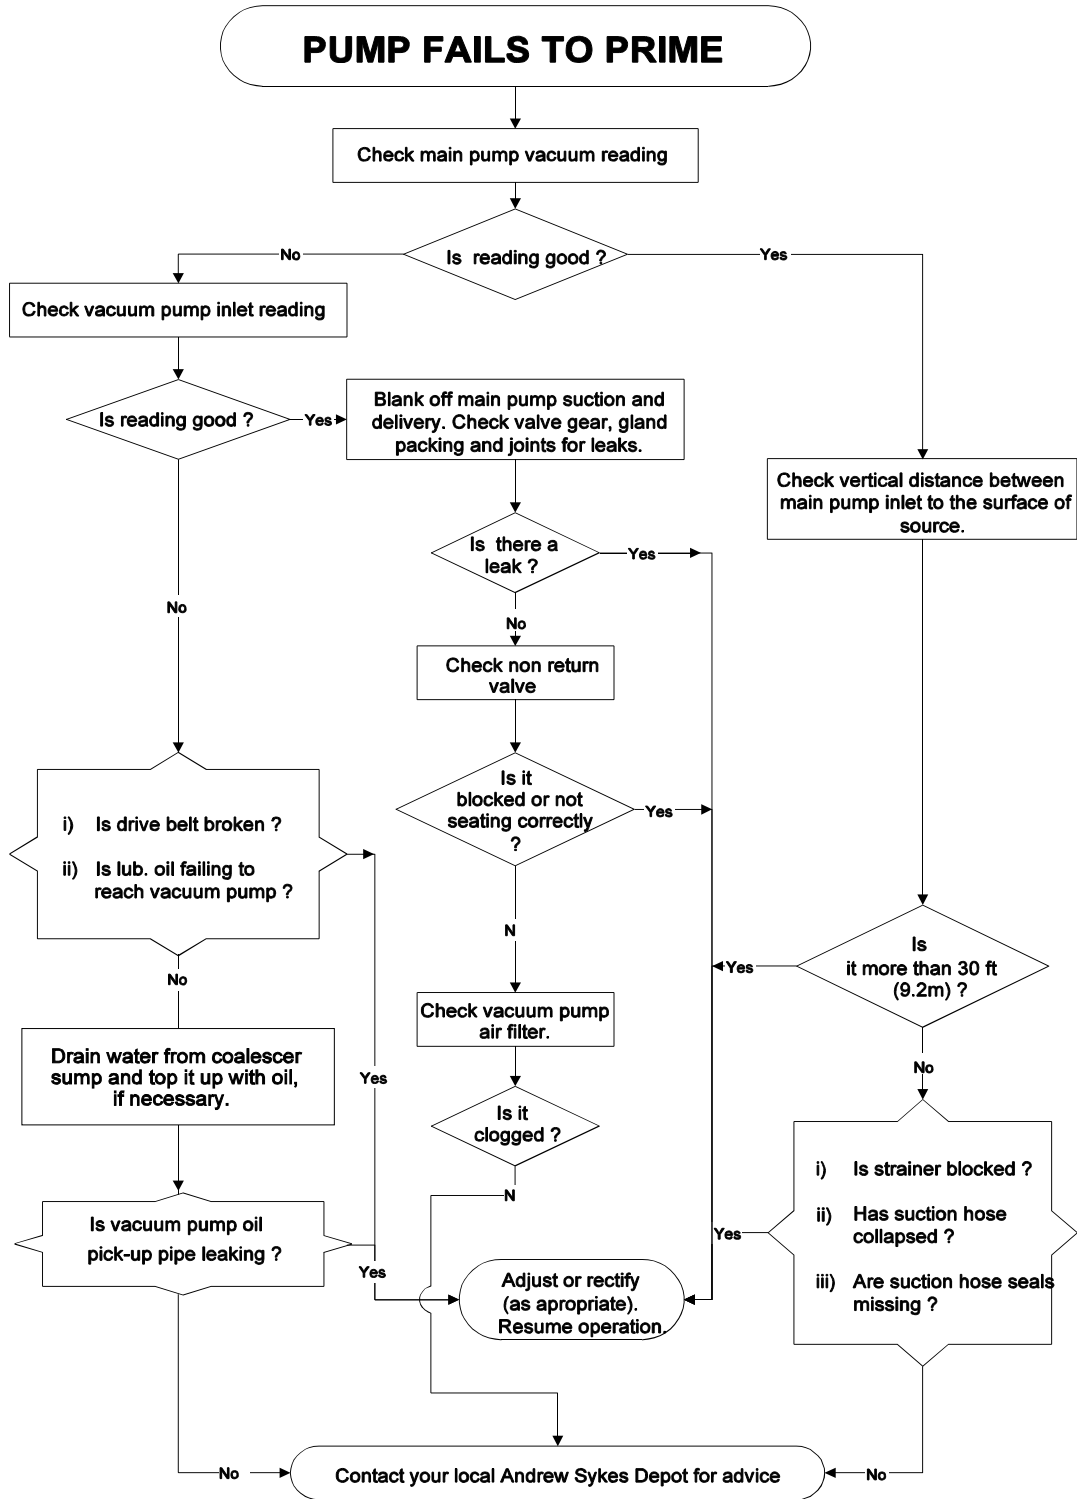 PUMP FAILS TO PRIME
Check main pump vacuum reading
Is reading good ?
No
Yes
Check vacuum pump inlet reading
Is reading good ?
Yes
Blank off main pump suction and
delivery. Check valve gear, gland
packing and joints for leaks.
Check vertical distance between
main pump inlet to the surface of
source.
Is there a
leak ?
Yes
No
No
Check non return
valve
Is it
blocked or not
seating correctly
?
Yes
i) Is drive belt broken ?
ii) Is lub. oil failing to
reach vacuum pump ?
N
Is
it more than 30 ft
(9.2m) ?
Yes
No
Check vacuum pump
air filter.
Drain water from coalescer
sump and top it up with oil,
if necessary.
Yes
No
Is it
clogged ?
N
i) Is strainer blocked ?
ii) Has suction hose
collapsed ?
iii) Are suction hose seals
missing ?
Yes
Is vacuum pump oil
pick-up pipe leaking ?
Yes
Adjust or rectify
(as apropriate).
Resume operation.
No
Contact your local Andrew Sykes Depot for advice
No